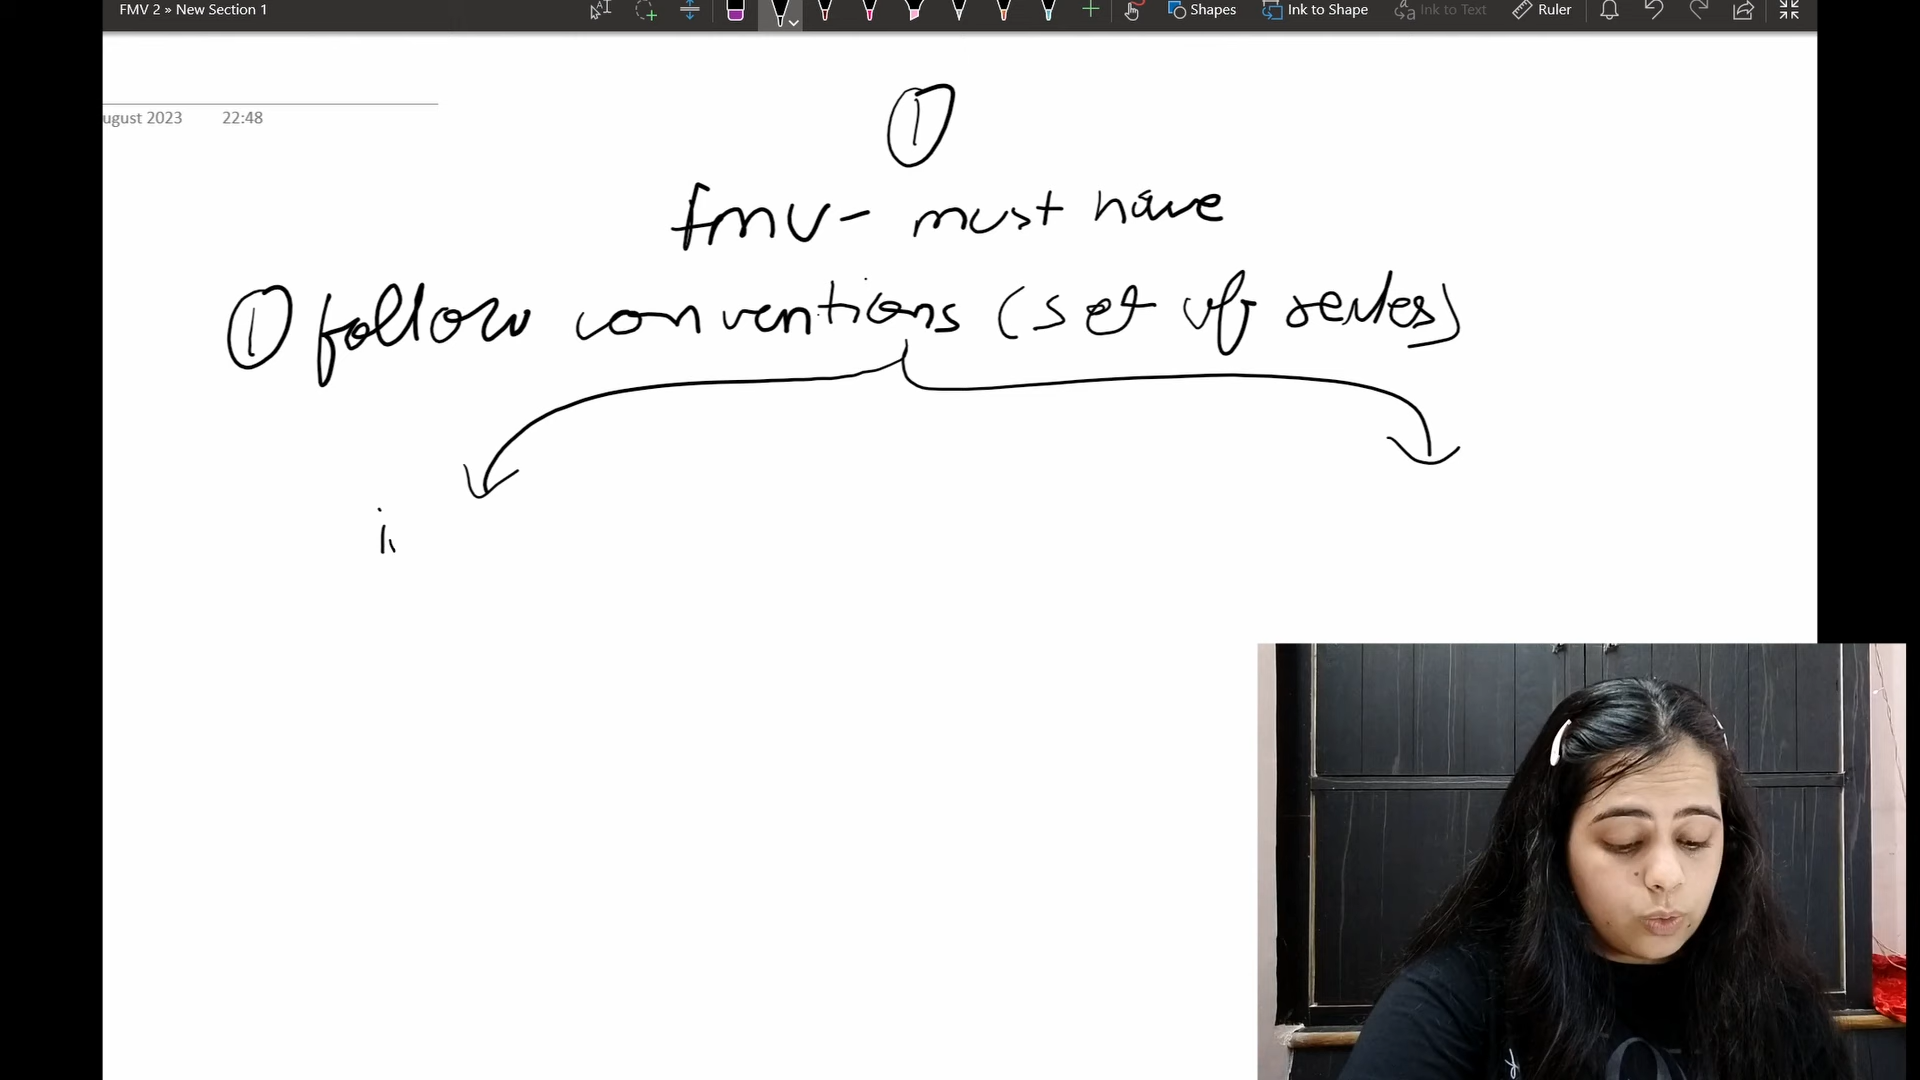 FMV 2 » New Section 1
Shapes Ink to Shape Ink to Text Ruler
ugust 2023 22:48
①
fmv - must have
① follow conventions (set of rules)